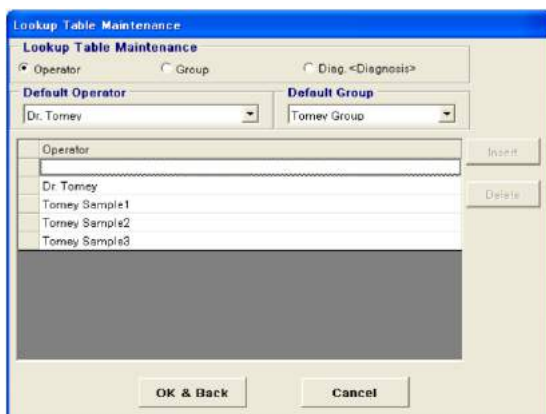 Lookup Table Maintenance
Lookup Table Maintenance
Operator Group Diag. <Diagnosis>
Default Operator Default Group
Dr. Tomey Tomey Group
Operator
Insert
Dr. Tomey
Delete
Tomey Sample1
Tomey Sample2
Tomey Sample3
OK & Back Cancel